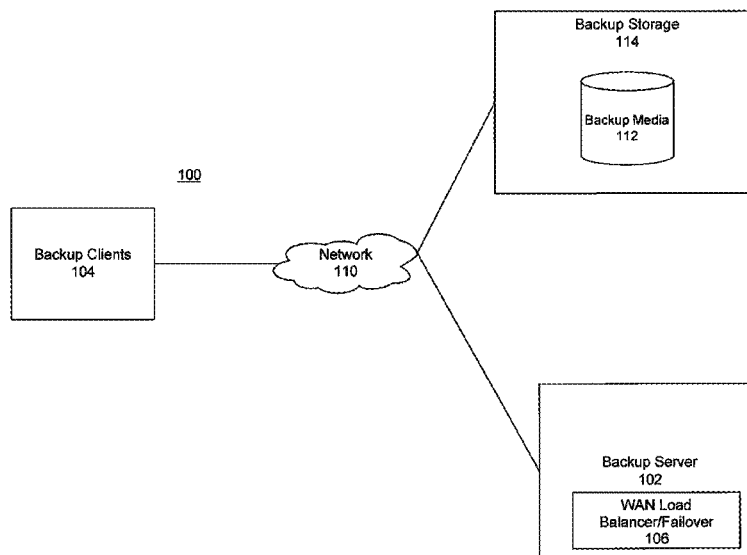 Backup Storage
114
Backup Media
112
100
Backup Clients
104
Network
110
Backup Server
102
WAN Load
Balancer/Failover
106